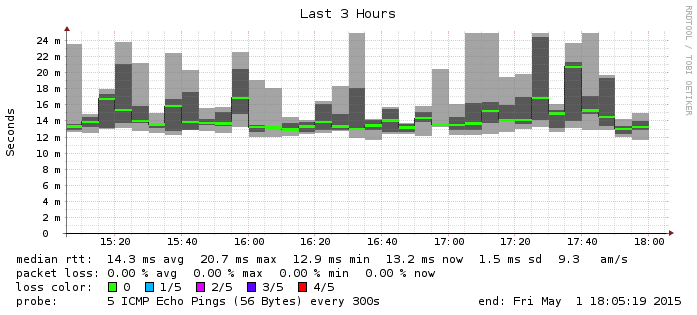 Last 3 Hours
RRDTOOL / TOBI OETIKER
Seconds
24 m
22 m
20 m
18 m
16 m
14 m
12 m
10 m
8 m
6 m
4 m
2 m
0
15:20 15:40 16:00 16:20 16:40 17:00 17:20 17:40 18:00
median rtt: 14.3 ms avg 20.7 ms max 12.9 ms min 13.2 ms now 1.5 ms sd 9.3 am/s
packet loss: 0.00 % avg 0.00 % max 0.00 % min 0.00 % now
loss color: 0 1/5 2/5 3/5 4/5
probe: 5 ICMP Echo Pings (56 Bytes) every 300s end: Fri May 1 18:05:19 2015